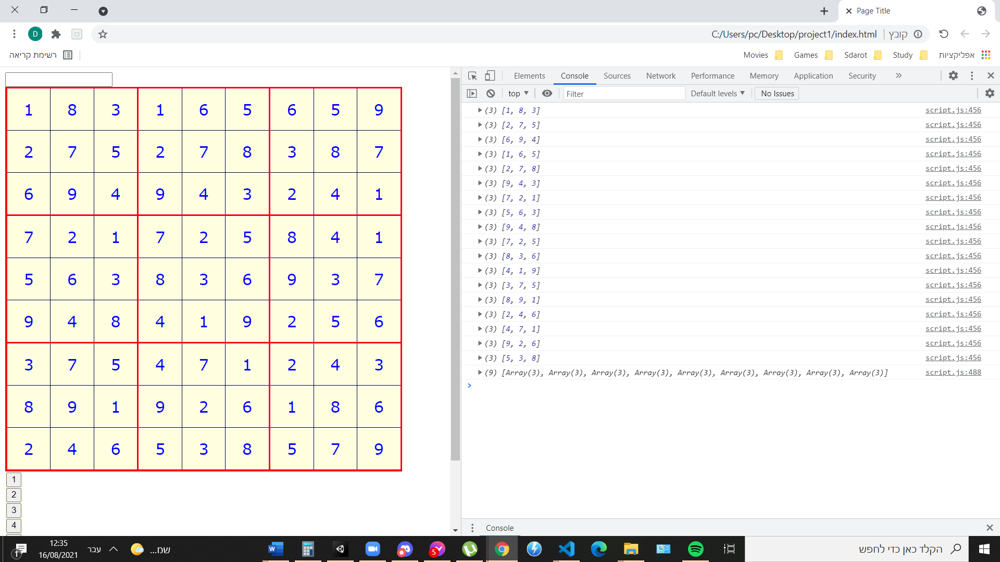 Page Title
D
C:/Users/pc/Desktop/project1/index.html
קובץ
רשימת קריאה
Movies
Games
Sdarot
Study
אפליקציות
1 8 3 1 6 5 6 5 9
2 7 5 2 7 8 3 8 7
6 9 4 9 4 3 2 4 1
7 2 1 7 2 5 8 4 1
5 6 3 8 3 6 9 3 7
9 4 8 4 1 9 2 5 6
3 7 5 4 7 1 2 4 3
8 9 1 9 2 6 1 8 6
2 4 6 5 3 8 5 7 9
1
2
3
4
Elements Console Sources Network Performance Memory Application Security »
top ▼ Filter Default levels ▼ No Issues
(3) [1, 8, 3] script.js:456
(3) [2, 7, 5] script.js:456
(3) [6, 9, 4] script.js:456
(3) [1, 6, 5] script.js:456
(3) [2, 7, 8] script.js:456
(3) [9, 4, 3] script.js:456
(3) [7, 2, 1] script.js:456
(3) [5, 6, 3] script.js:456
(3) [9, 4, 8] script.js:456
(3) [7, 2, 5] script.js:456
(3) [8, 3, 6] script.js:456
(3) [4, 1, 9] script.js:456
(3) [3, 7, 5] script.js:456
(3) [8, 9, 1] script.js:456
(3) [2, 4, 6] script.js:456
(3) [4, 7, 1] script.js:456
(3) [9, 2, 6] script.js:456
(3) [5, 3, 8] script.js:456
(9) [Array(3), Array(3), Array(3), Array(3), Array(3), Array(3), Array(3), Array(3), Array(3)] script.js:488
Console
1
12:35
16/08/2021
עבר
שמ...
5
הקלד כאן כדי לחפש